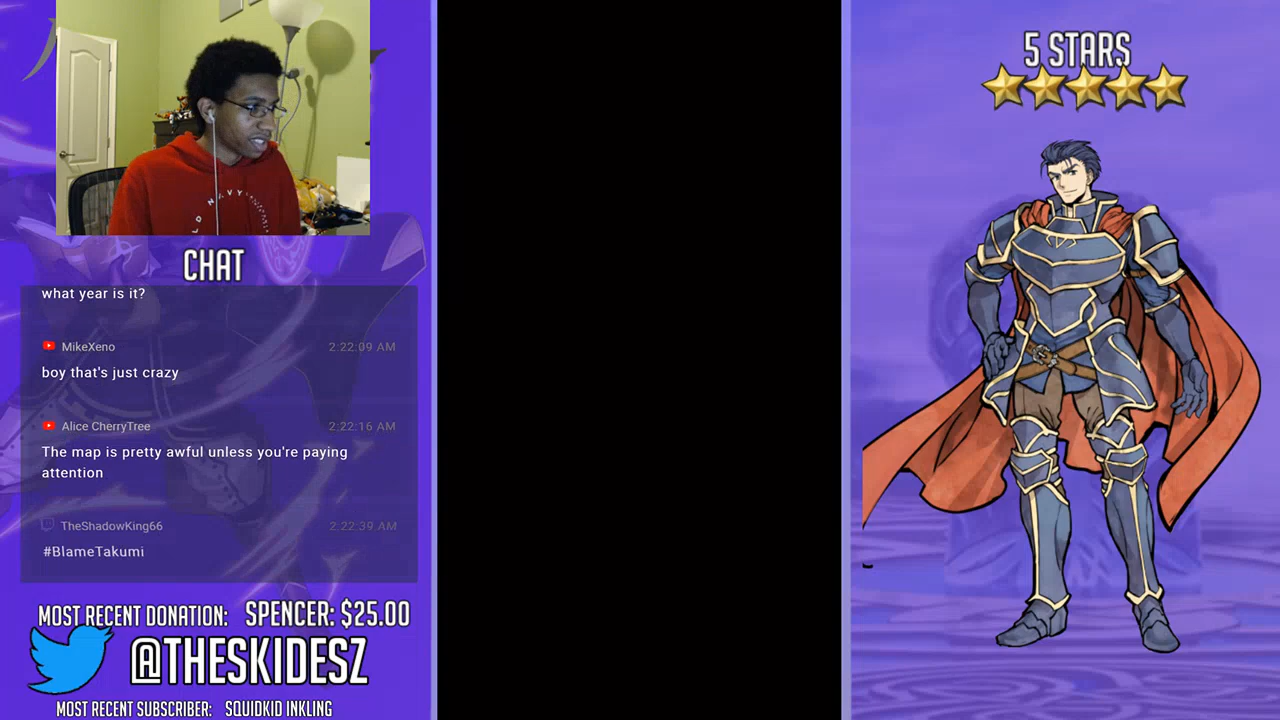 5 STARS
CHAT
what year is it?
MikeXeno 2:22:09 AM
boy that's just crazy
Alice CherryTree 2:22:16 AM
The map is pretty awful unless you're paying
attention
TheShadowKing66 2:22:39 AM
#BlameTakumi
MOST RECENT DONATION: SPENCER: $25.00
@THESKIDESZ
MOST RECENT SUBSCRIBER: SQUIDKID INKLING